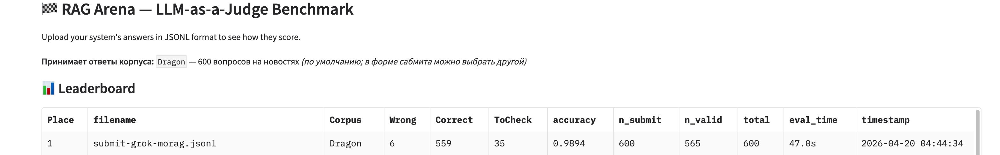 🏁 RAG Arena — LLM-as-a-Judge Benchmark
Upload your system's answers in JSONL format to see how they score.
Принимает ответы корпуса: Dragon — 600 вопросов на новостях (по умолчанию; в форме сабмита можно выбрать другой)
📊 Leaderboard
Place filename Corpus Wrong Correct ToCheck accuracy n_submit n_valid total eval_time timestamp
1 submit-grok-morag.jsonl Dragon 6 559 35 0.9894 600 565 600 47.0s 2026-04-20 04:44:34